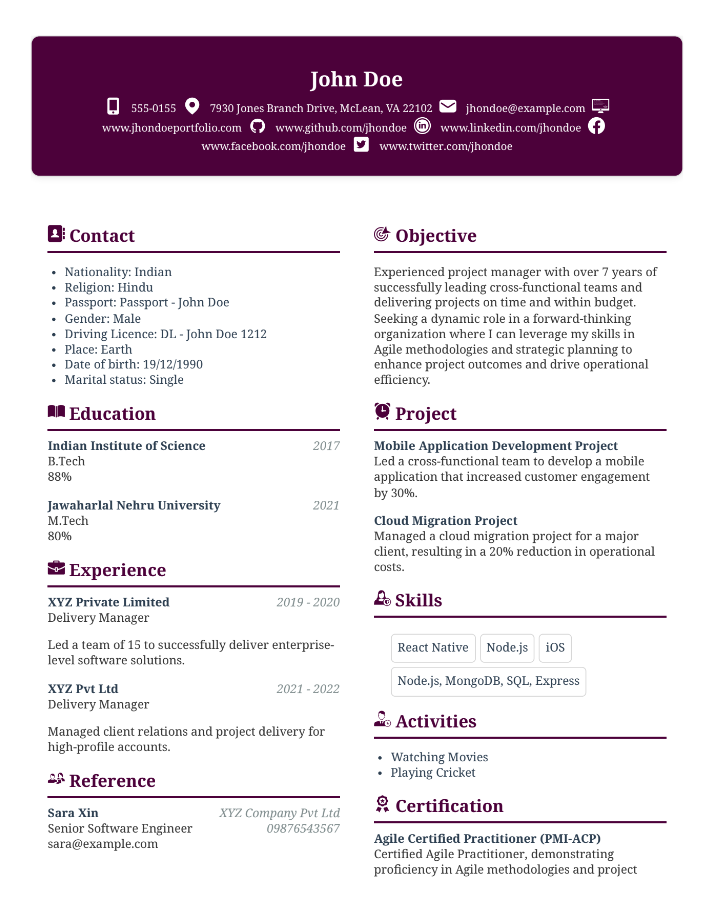 John Doe
555-0155 7930 Jones Branch Drive, McLean, VA 22102 jhondoe@example.com
www.jhondoeportfolio.com www.github.com/jhondoe www.linkedin.com/jhondoe
www.facebook.com/jhondoe www.twitter.com/jhondoe
Contact
• Nationality: Indian
• Religion: Hindu
• Passport: Passport - John Doe
• Gender: Male
• Driving Licence: DL - John Doe 1212
• Place: Earth
• Date of birth: 19/12/1990
• Marital status: Single
Education
Indian Institute of Science 2017
B.Tech
88%
Jawaharlal Nehru University 2021
M.Tech
80%
Experience
XYZ Private Limited 2019 - 2020
Delivery Manager
Led a team of 15 to successfully deliver enterprise-
level software solutions.
XYZ Pvt Ltd 2021 - 2022
Delivery Manager
Managed client relations and project delivery for
high-profile accounts.
Reference
Sara Xin XYZ Company Pvt Ltd
Senior Software Engineer 09876543567
sara@example.com
Objective
Experienced project manager with over 7 years of
successfully leading cross-functional teams and
delivering projects on time and within budget.
Seeking a dynamic role in a forward-thinking
organization where I can leverage my skills in
Agile methodologies and strategic planning to
enhance project outcomes and drive operational
efficiency.
Project
Mobile Application Development Project
Led a cross-functional team to develop a mobile
application that increased customer engagement
by 30%.
Cloud Migration Project
Managed a cloud migration project for a major
client, resulting in a 20% reduction in operational
costs.
Skills
React Native Node.js iOS
Node.js, MongoDB, SQL, Express
Activities
• Watching Movies
• Playing Cricket
Certification
Agile Certified Practitioner (PMI-ACP)
Certified Agile Practitioner, demonstrating
proficiency in Agile methodologies and project